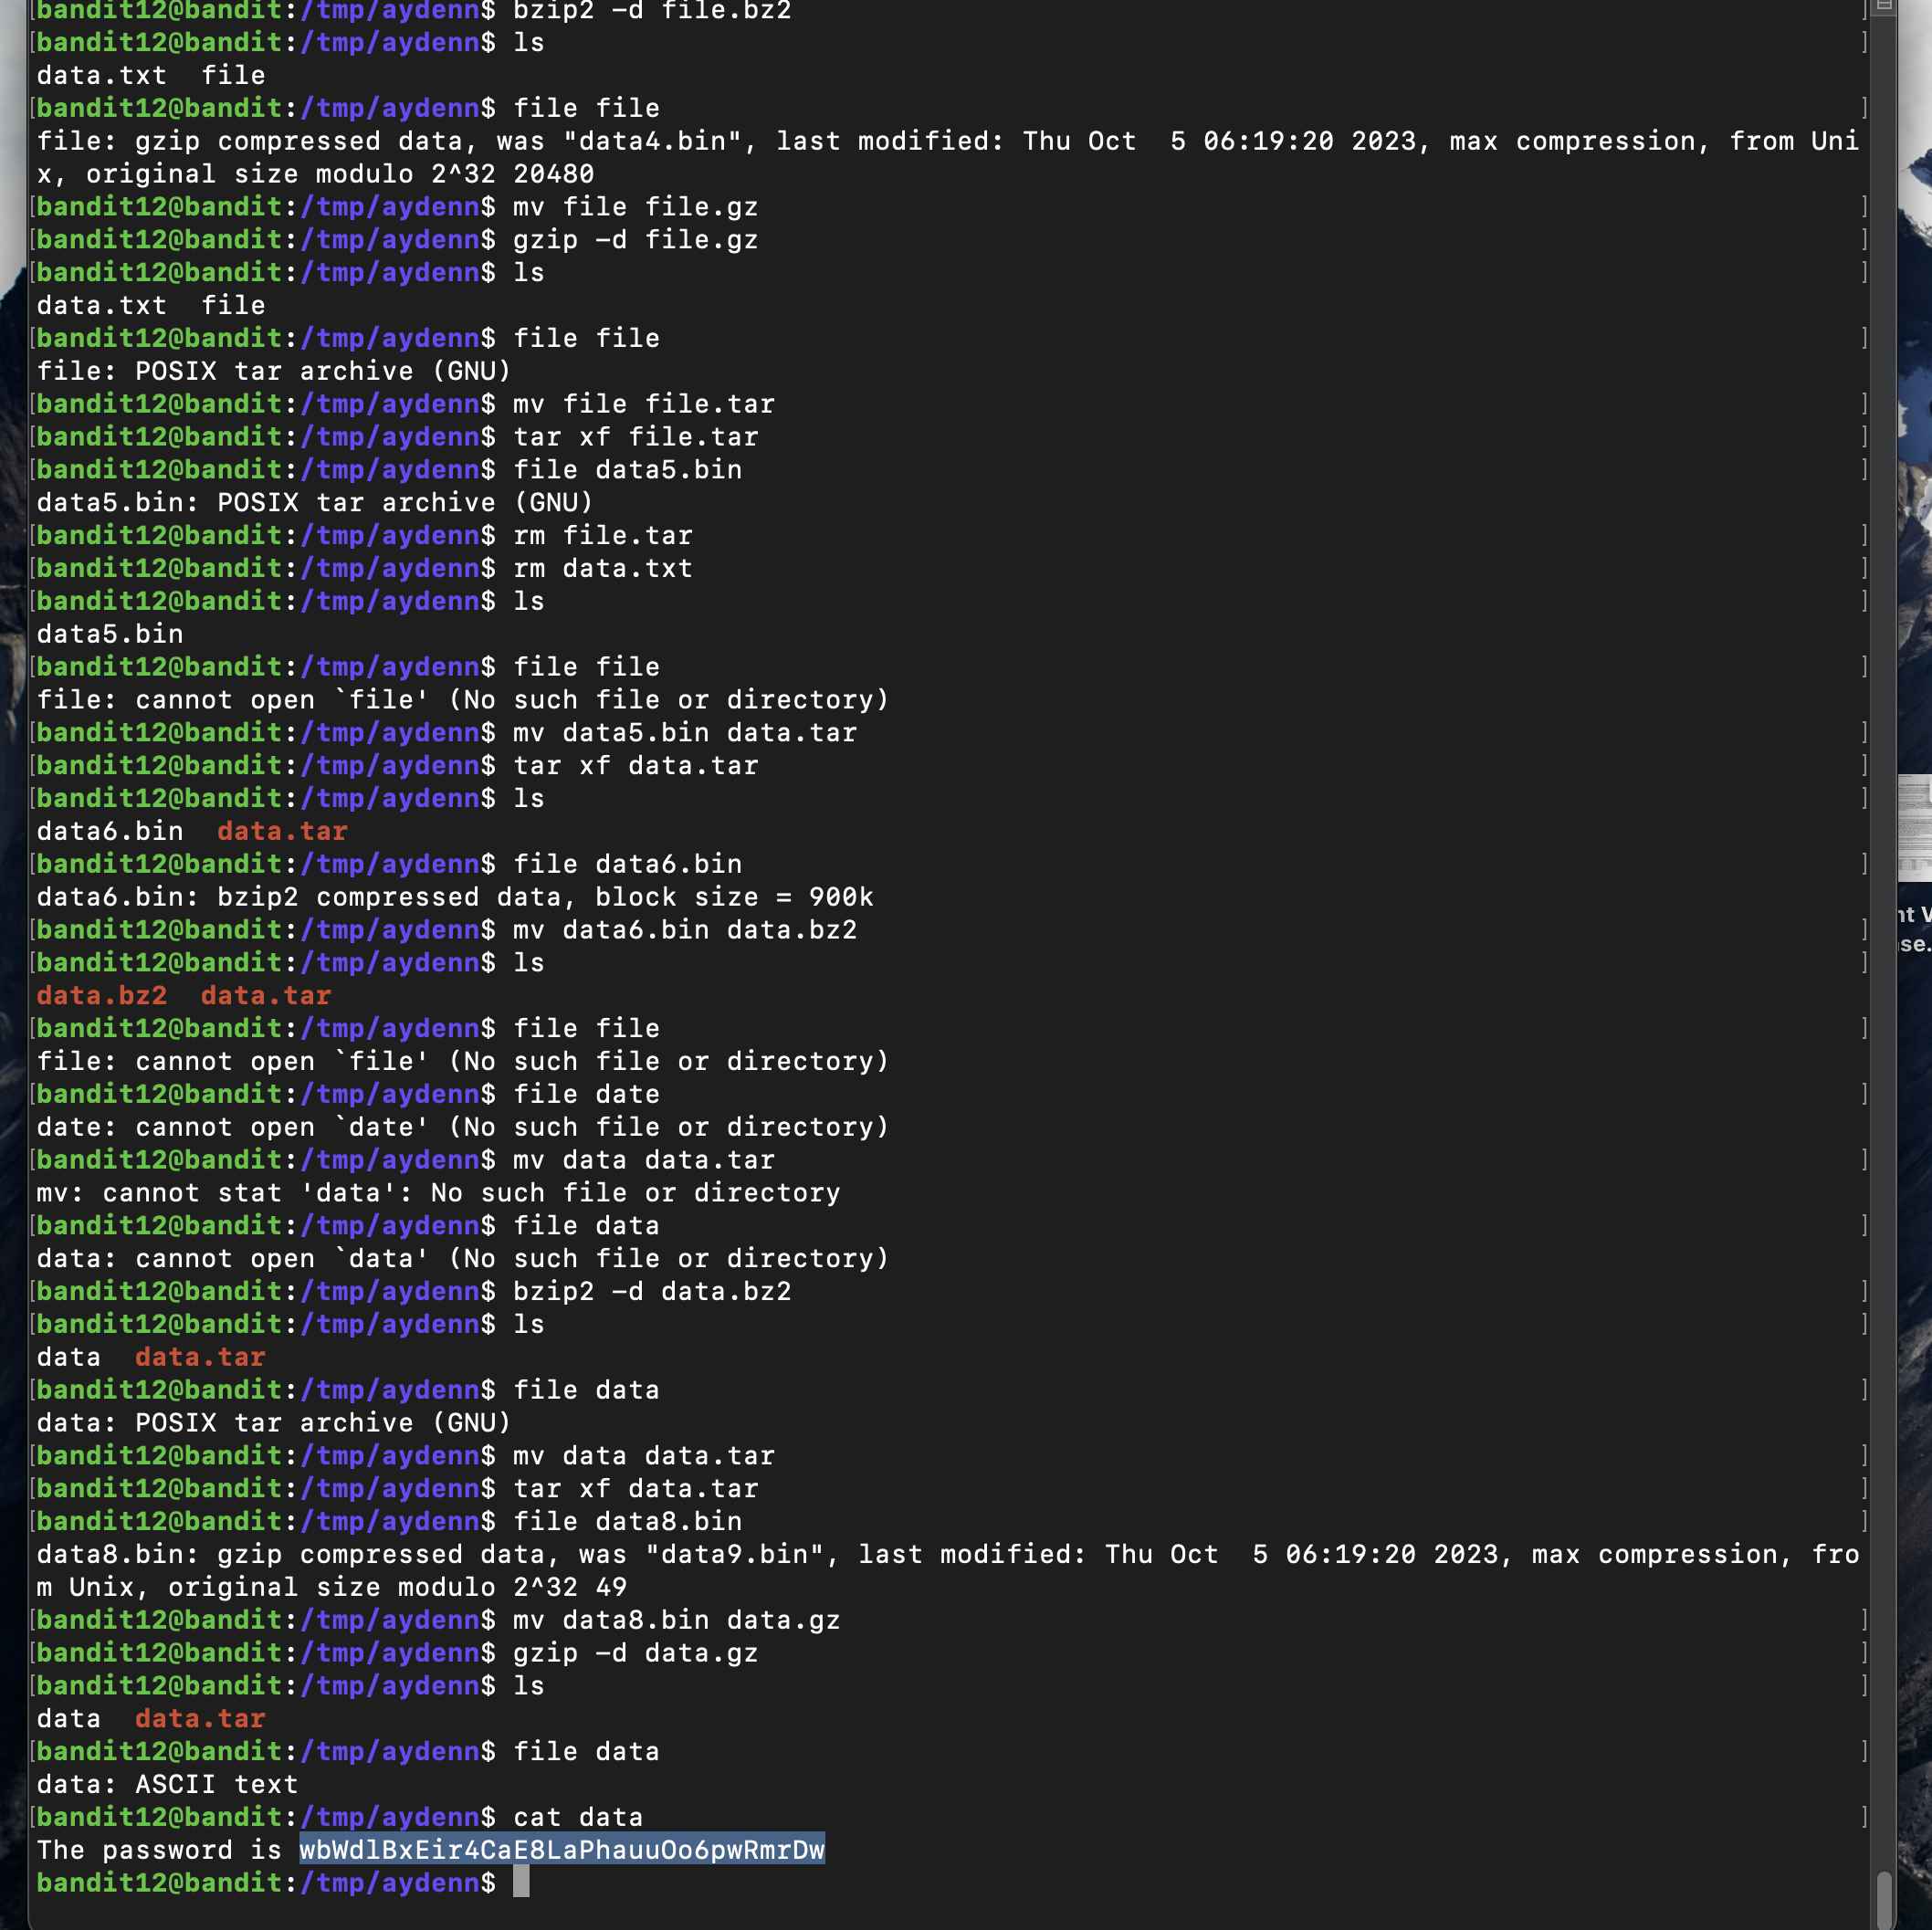 [bandit12@bandit:/tmp/aydenn$ bzip2 -d file.bz2 ]
[bandit12@bandit:/tmp/aydenn$ ls ]
data.txt  file
[bandit12@bandit:/tmp/aydenn$ file file ]
file: gzip compressed data, was "data4.bin", last modified: Thu Oct  5 06:19:20 2023, max compression, from Uni
x, original size modulo 2^32 20480
[bandit12@bandit:/tmp/aydenn$ mv file file.gz ]
[bandit12@bandit:/tmp/aydenn$ gzip -d file.gz ]
[bandit12@bandit:/tmp/aydenn$ ls ]
data.txt  file
[bandit12@bandit:/tmp/aydenn$ file file ]
file: POSIX tar archive (GNU)
[bandit12@bandit:/tmp/aydenn$ mv file file.tar ]
[bandit12@bandit:/tmp/aydenn$ tar xf file.tar ]
[bandit12@bandit:/tmp/aydenn$ file data5.bin ]
data5.bin: POSIX tar archive (GNU)
[bandit12@bandit:/tmp/aydenn$ rm file.tar ]
[bandit12@bandit:/tmp/aydenn$ rm data.txt ]
[bandit12@bandit:/tmp/aydenn$ ls ]
data5.bin
[bandit12@bandit:/tmp/aydenn$ file file ]
file: cannot open `file' (No such file or directory)
[bandit12@bandit:/tmp/aydenn$ mv data5.bin data.tar ]
[bandit12@bandit:/tmp/aydenn$ tar xf data.tar ]
[bandit12@bandit:/tmp/aydenn$ ls ]
data6.bin  data.tar
[bandit12@bandit:/tmp/aydenn$ file data6.bin ]
data6.bin: bzip2 compressed data, block size = 900k
[bandit12@bandit:/tmp/aydenn$ mv data6.bin data.bz2 ]
[bandit12@bandit:/tmp/aydenn$ ls ]
data.bz2  data.tar
[bandit12@bandit:/tmp/aydenn$ file file ]
file: cannot open `file' (No such file or directory)
[bandit12@bandit:/tmp/aydenn$ file date ]
date: cannot open `date' (No such file or directory)
[bandit12@bandit:/tmp/aydenn$ mv data data.tar ]
mv: cannot stat 'data': No such file or directory
[bandit12@bandit:/tmp/aydenn$ file data ]
data: cannot open `data' (No such file or directory)
[bandit12@bandit:/tmp/aydenn$ bzip2 -d data.bz2 ]
[bandit12@bandit:/tmp/aydenn$ ls ]
data  data.tar
[bandit12@bandit:/tmp/aydenn$ file data ]
data: POSIX tar archive (GNU)
[bandit12@bandit:/tmp/aydenn$ mv data data.tar ]
[bandit12@bandit:/tmp/aydenn$ tar xf data.tar ]
[bandit12@bandit:/tmp/aydenn$ file data8.bin ]
data8.bin: gzip compressed data, was "data9.bin", last modified: Thu Oct  5 06:19:20 2023, max compression, fro
m Unix, original size modulo 2^32 49
[bandit12@bandit:/tmp/aydenn$ mv data8.bin data.gz ]
[bandit12@bandit:/tmp/aydenn$ gzip -d data.gz ]
[bandit12@bandit:/tmp/aydenn$ ls ]
data  data.tar
[bandit12@bandit:/tmp/aydenn$ file data ]
data: ASCII text
[bandit12@bandit:/tmp/aydenn$ cat data ]
The password is wbWdlBxEir4CaE8LaPhauuOo6pwRmrDw
bandit12@bandit:/tmp/aydenn$